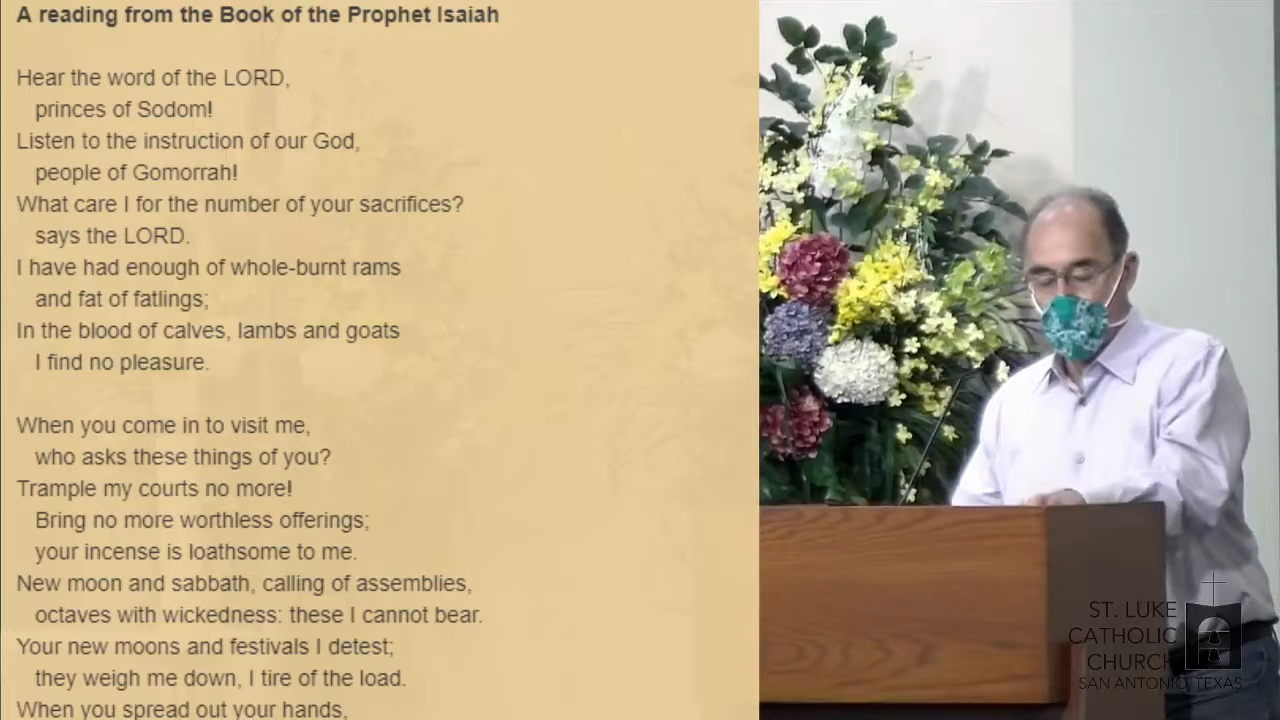 A reading from the Book of the Prophet Isaiah
Hear the word of the LORD,
princes of Sodom!
Listen to the instruction of our God,
people of Gomorrah!
What care I for the number of your sacrifices?
says the LORD.
I have had enough of whole-burnt rams
and fat of fatlings;
In the blood of calves, lambs and goats
I find no pleasure.
When you come in to visit me,
who asks these things of you?
Trample my courts no more!
Bring no more worthless offerings;
your incense is loathsome to me.
New moon and sabbath, calling of assemblies,
octaves with wickedness: these I cannot bear.
Your new moons and festivals I detest;
they weigh me down, I tire of the load.
When you spread out your hands,
ST. LUKE
CATHOLIC
CHURCH
SAN ANTONIO, TEXAS